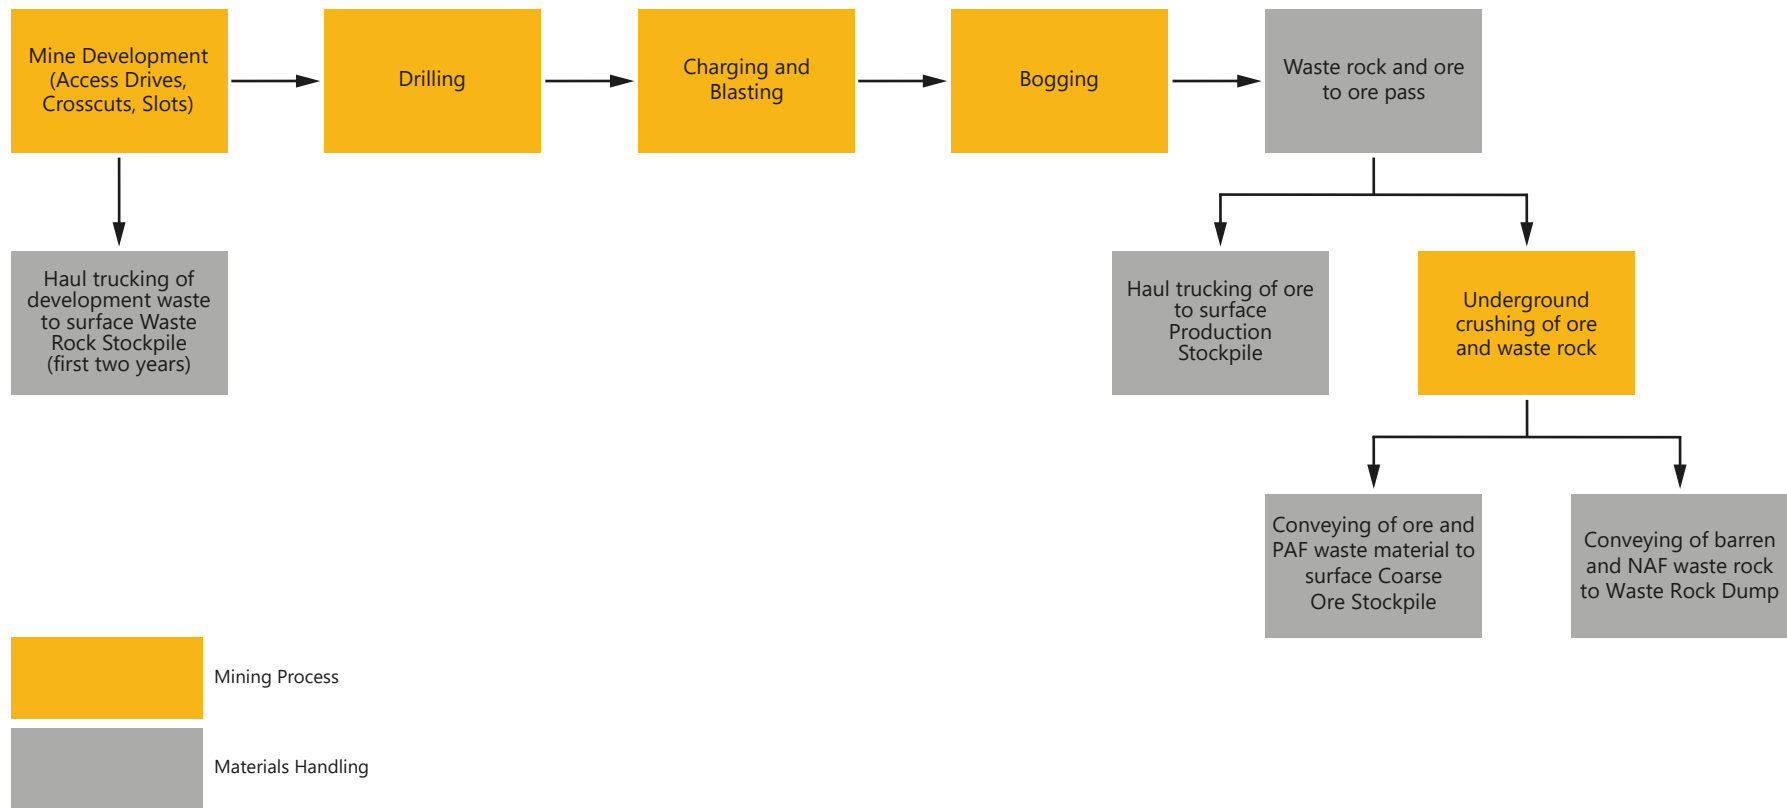 Mine Development
(Access Drives,
Crosscuts, Slots)
Drilling
Charging and
Blasting
Bogging
Waste rock and ore
to ore pass
Haul trucking of
development waste
to surface Waste
Rock Stockpile
(first two years)
Haul trucking of ore
to surface
Production
Stockpile
Underground
crushing of ore
and waste rock
Conveying of ore and
PAF waste material to
surface Coarse
Ore Stockpile
Conveying of barren
and NAF waste rock
to Waste Rock Dump
Mining Process
Materials Handling